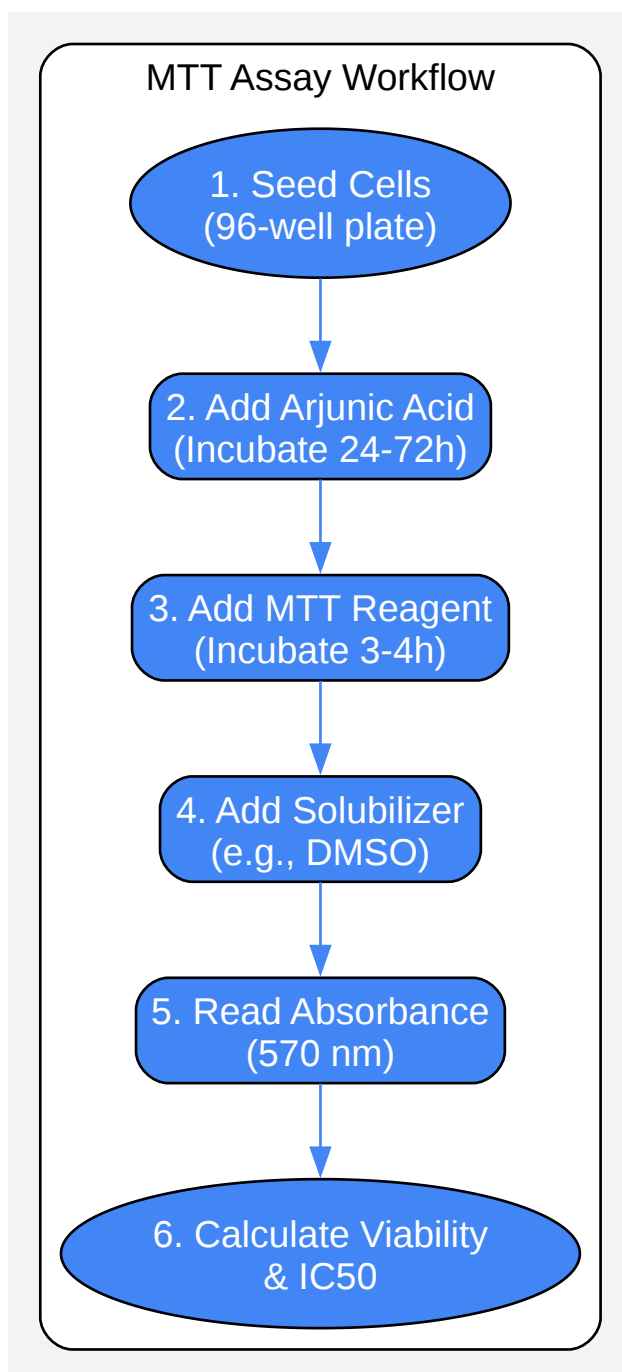 MTT Assay Workflow
1. Seed Cells
(96-well plate)
2. Add Arjunic Acid
(Incubate 24-72h)
3. Add MTT Reagent
(Incubate 3-4h)
4. Add Solubilizer
(e.g., DMSO)
5. Read Absorbance
(570 nm)
6. Calculate Viability
& IC50